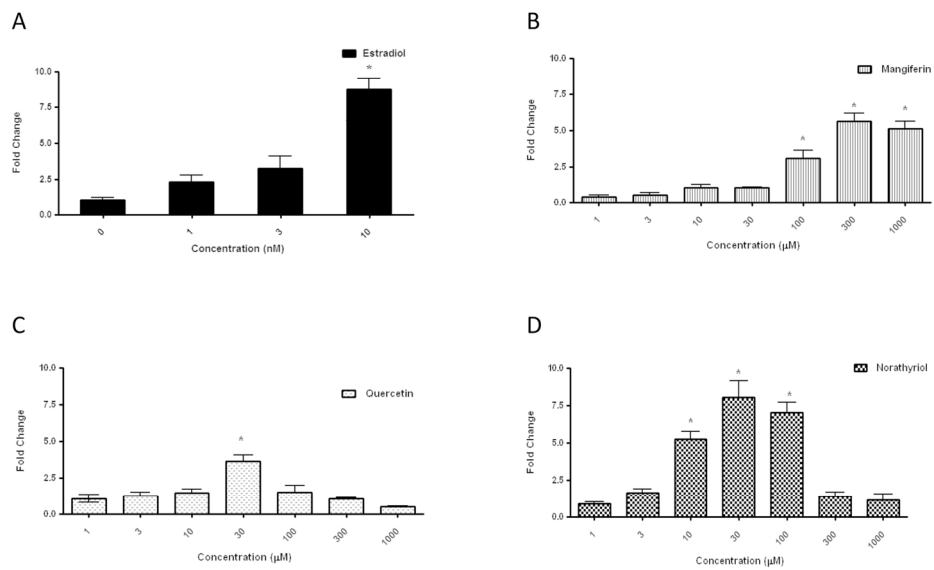 A
Estradiol
*
10.0
7.5
5.0
2.5
0.0
Fold Change
0 1 3 10
Concentration (nM)
B
Mangiferin
10.0
7.5
5.0
2.5
0.0
Fold Change
* * *
1 3 10 30 100 300 1000
Concentration (μM)
C
Quercetin
10.0
7.5
5.0
2.5
0.0
Fold Change
*
1 3 10 30 100 300 1000
Concentration (μM)
D
Norathyriol
10.0
7.5
5.0
2.5
0.0
Fold Change
* * *
1 3 10 30 100 300 1000
Concentration (μM)